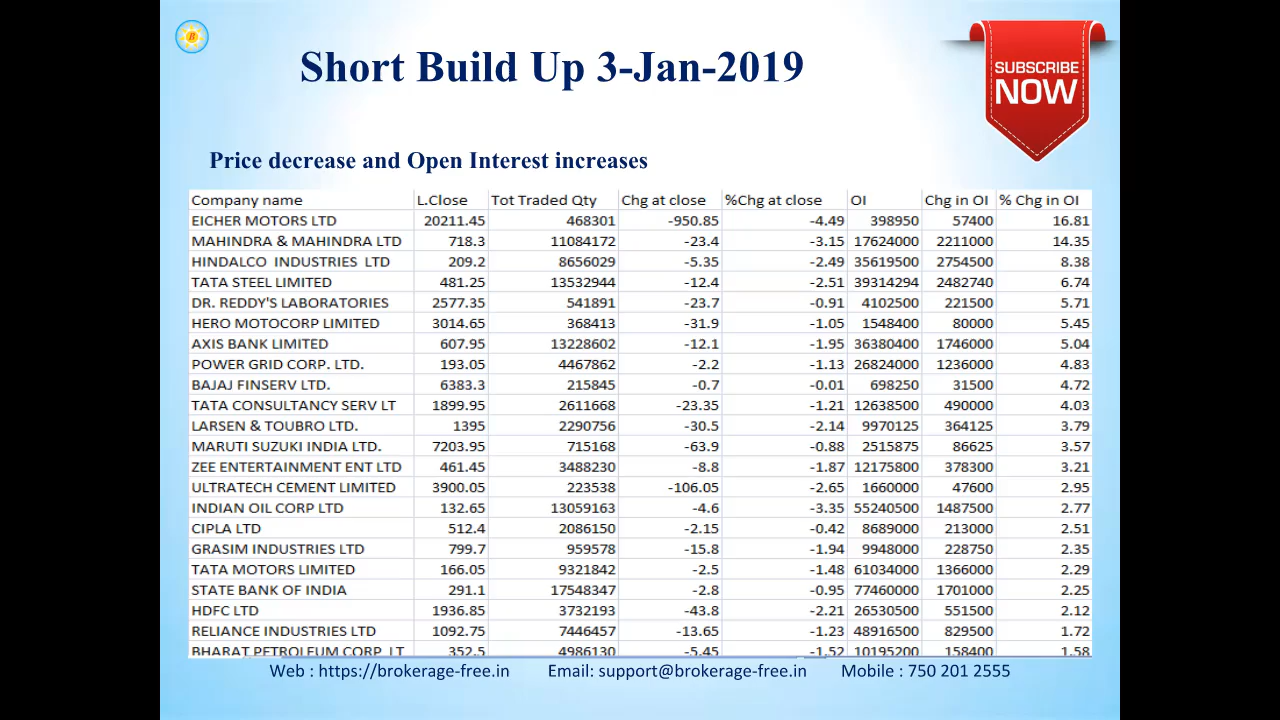 B
Short Build Up 3-Jan-2019
SUBSCRIBE
NOW
Price decrease and Open Interest increases
Company name L.Close Tot Traded Qty Chg at close %Chg at close OI Chg in OI % Chg in OI
EICHER MOTORS LTD 20211.45 468301 -950.85 -4.49 398950 57400 16.81
MAHINDRA & MAHINDRA LTD 718.3 11084172 -23.4 -3.15 17624000 2211000 14.35
HINDALCO INDUSTRIES LTD 209.2 8656029 -5.35 -2.49 35619500 2754500 8.38
TATA STEEL LIMITED 481.25 13532944 -12.4 -2.51 39314294 2482740 6.74
DR. REDDY'S LABORATORIES 2577.35 541891 -23.7 -0.91 4102500 221500 5.71
HERO MOTOCORP LIMITED 3014.65 368413 -31.9 -1.05 1548400 80000 5.45
AXIS BANK LIMITED 607.95 13228602 -12.1 -1.95 36380400 1746000 5.04
POWER GRID CORP. LTD. 193.05 4467862 -2.2 -1.13 26824000 1236000 4.83
BAJAJ FINSERV LTD. 6383.3 215845 -0.7 -0.01 698250 31500 4.72
TATA CONSULTANCY SERV LT 1899.95 2611668 -23.35 -1.21 12638500 490000 4.03
LARSEN & TOUBRO LTD. 1395 2290756 -30.5 -2.14 9970125 364125 3.79
MARUTI SUZUKI INDIA LTD. 7203.95 715168 -63.9 -0.88 2515875 86625 3.57
ZEE ENTERTAINMENT ENT LTD 461.45 3488230 -8.8 -1.87 12175800 378300 3.21
ULTRATECH CEMENT LIMITED 3900.05 223538 -106.05 -2.65 1660000 47600 2.95
INDIAN OIL CORP LTD 132.65 13059163 -4.6 -3.35 55240500 1487500 2.77
CIPLA LTD 512.4 2086150 -2.15 -0.42 8689000 213000 2.51
GRASIM INDUSTRIES LTD 799.7 959578 -15.8 -1.94 9948000 228750 2.35
TATA MOTORS LIMITED 166.05 9321842 -2.5 -1.48 61034000 1366000 2.29
STATE BANK OF INDIA 291.1 17548347 -2.8 -0.95 77460000 1701000 2.25
HDFC LTD 1936.85 3732193 -43.8 -2.21 26530500 551500 2.12
RELIANCE INDUSTRIES LTD 1092.75 7446457 -13.65 -1.23 48916500 829500 1.72
BHARAT PETROLEUM CORP LT 352.5 4986130 -5.45 -1.52 10195200 158400 1.58
Web : https://brokerage-free.in Email: support@brokerage-free.in Mobile : 750 201 2555